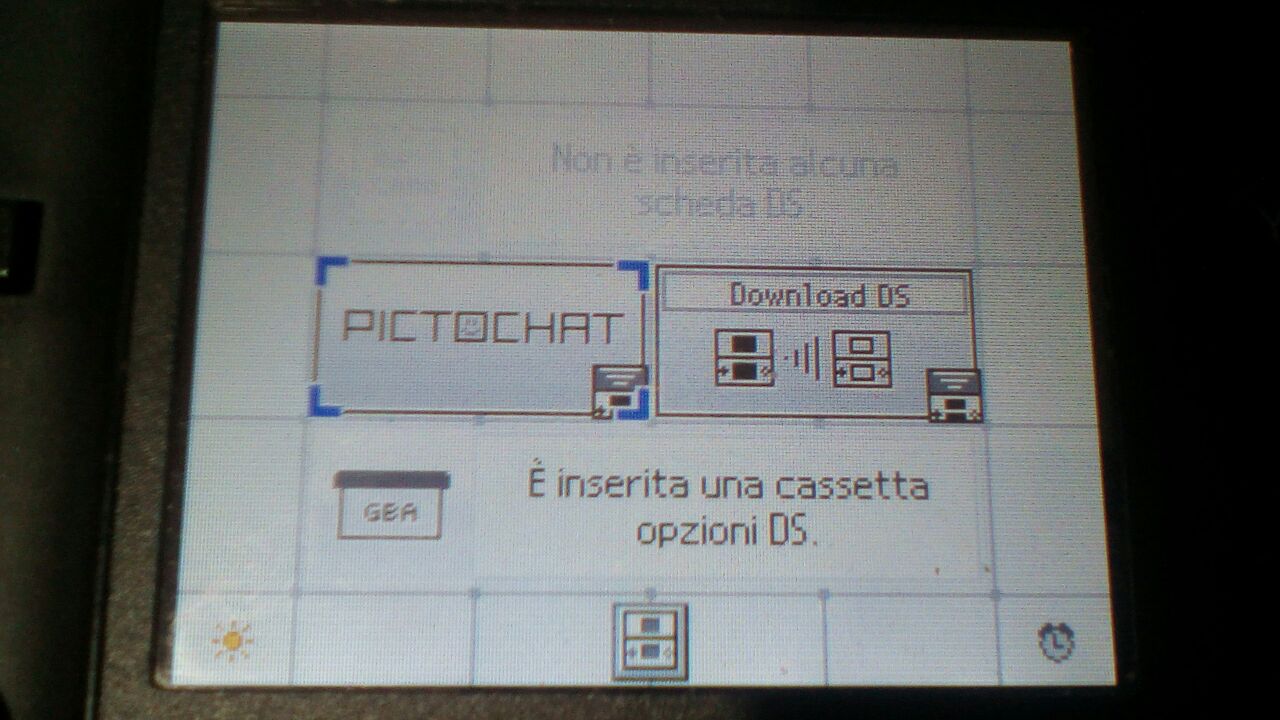 Non è inserita alcuna
scheda DS.
PICTOCHAT
Download DS
GBA
È inserita una cassetta
opzioni DS.